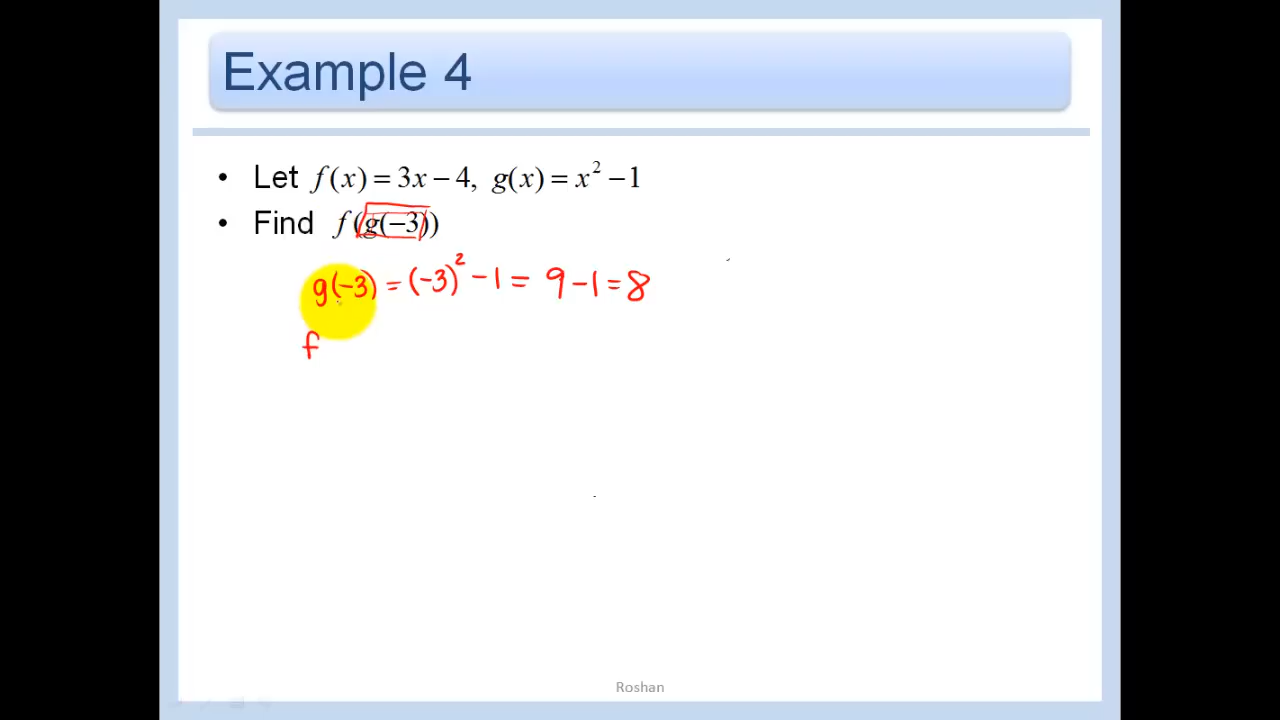 Example 4
• Let f(x) = 3x − 4, g(x) = x² − 1
• Find f(g(−3))
g(−3) = (−3)² − 1 = 9 − 1 = 8
f
Roshan